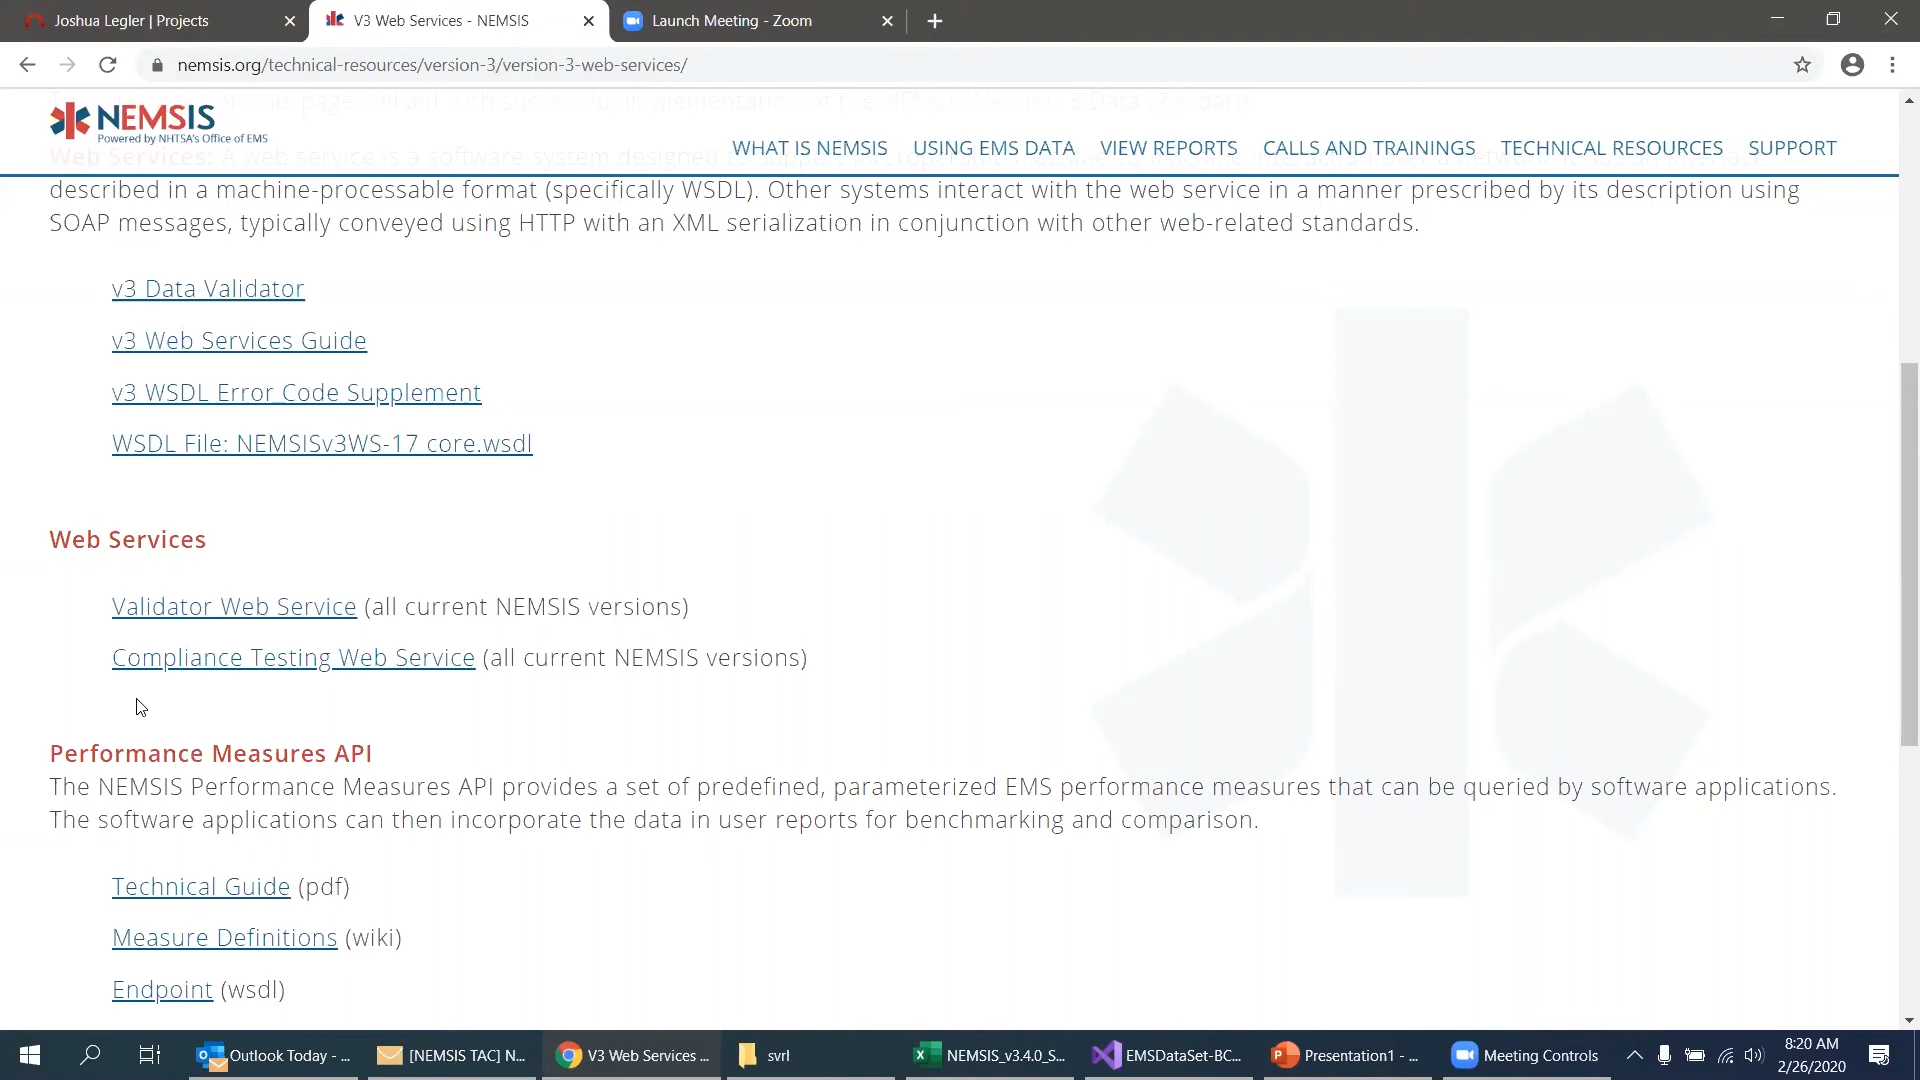 Joshua Legler | Projects
V3 Web Services - NEMSIS
Launch Meeting - Zoom
nemsis.org/technical-resources/version-3/version-3-web-services/
NEMSIS
Powered by NHTSA's Office of EMS
WHAT IS NEMSIS USING EMS DATA VIEW REPORTS CALLS AND TRAININGS TECHNICAL RESOURCES SUPPORT
Web Services: A web service is a software system designed to
described in a machine-processable format (specifically WSDL). Other systems interact with the web service in a manner prescribed by its description using
SOAP messages, typically conveyed using HTTP with an XML serialization in conjunction with other web-related standards.
v3 Data Validator
v3 Web Services Guide
v3 WSDL Error Code Supplement
WSDL File: NEMSISv3WS-17 core.wsdl
Web Services
Validator Web Service (all current NEMSIS versions)
Compliance Testing Web Service (all current NEMSIS versions)
Performance Measures API
The NEMSIS Performance Measures API provides a set of predefined, parameterized EMS performance measures that can be queried by software applications.
The software applications can then incorporate the data in user reports for benchmarking and comparison.
Technical Guide (pdf)
Measure Definitions (wiki)
Endpoint (wsdl)
Outlook Today - ...
[NEMSIS TAC] N...
V3 Web Services ...
svrl
NEMSIS_v3.4.0_S...
EMSDataSet-BC...
Presentation1 - ...
Meeting Controls
8:20 AM
2/26/2020